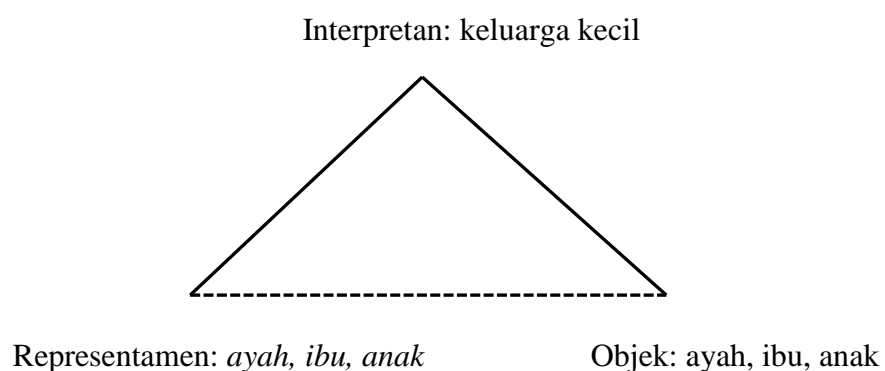 Interpretan: keluarga kecil
Representamen: ayah, ibu, anak
Objek: ayah, ibu, anak